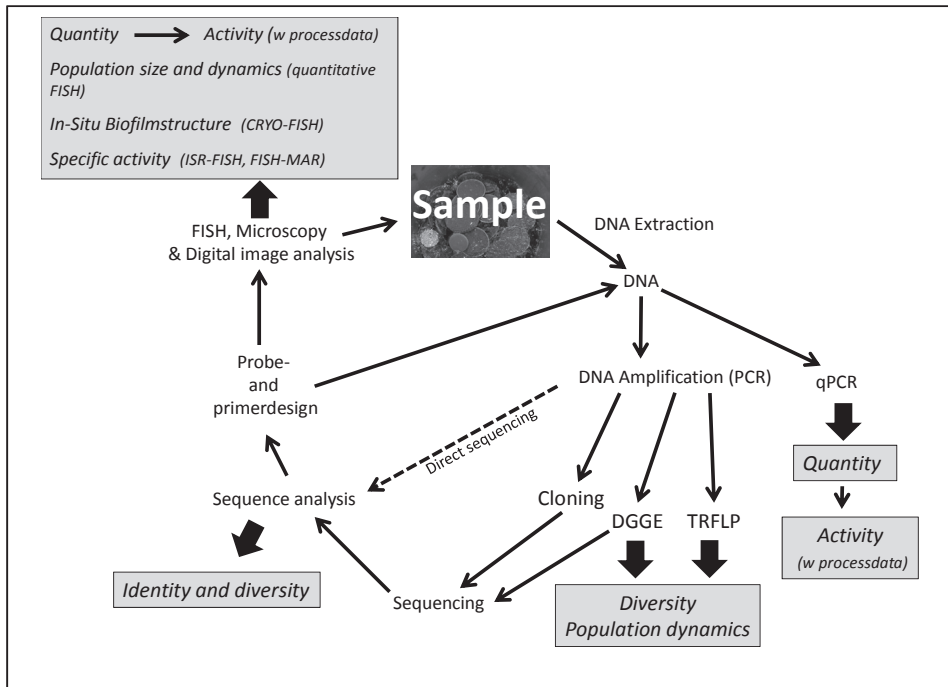 Quantity Activity (w processdata)
Population size and dynamics (quantitative
FISH)
In-Situ Biofilmstructure (CRYO-FISH)
Specific activity (ISR-FISH, FISH-MAR)
Sample
FISH, Microscopy
& Digital image analysis
DNA Extraction
DNA
Probe-
and
primerdesign
DNA Amplification (PCR)
qPCR
Direct sequencing
Quantity
Sequence analysis
Cloning
DGGE
TRFLP
Activity
(w processdata)
Identity and diversity
Sequencing
Diversity
Population dynamics